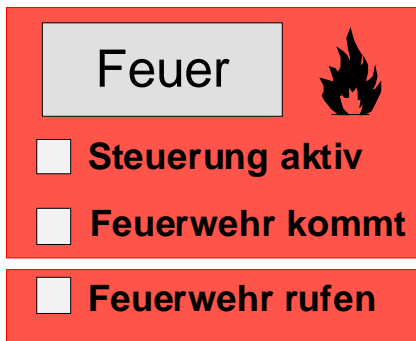 Feuer
Steuerung aktiv
Feuerwehr kommt
Feuerwehr rufen